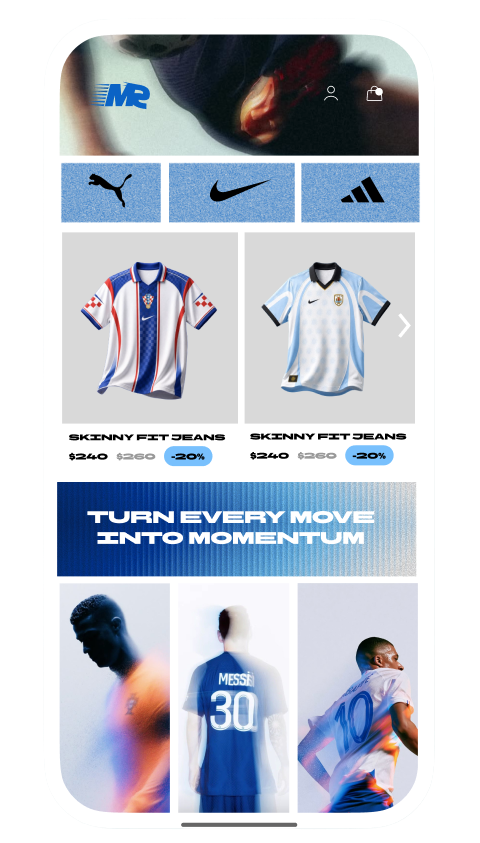 MR
SKINNY FIT JEANS
$240 $260 -20%
SKINNY FIT JEANS
$240 $260 -20%
TURN EVERY MOVE
INTO MOMENTUM
MESSI
30
10